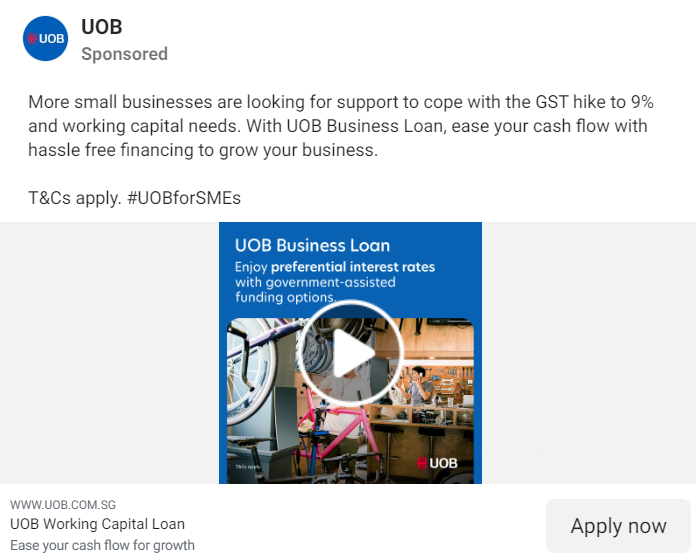 UOB
UOB
Sponsored
More small businesses are looking for support to cope with the GST hike to 9%
and working capital needs. With UOB Business Loan, ease your cash flow with
hassle free financing to grow your business.
T&Cs apply. #UOBforSMEs
UOB Business Loan
Enjoy preferential interest rates
with government-assisted
funding options.
T&Cs apply.
UOB
WWW.UOB.COM.SG
UOB Working Capital Loan
Ease your cash flow for growth
Apply now